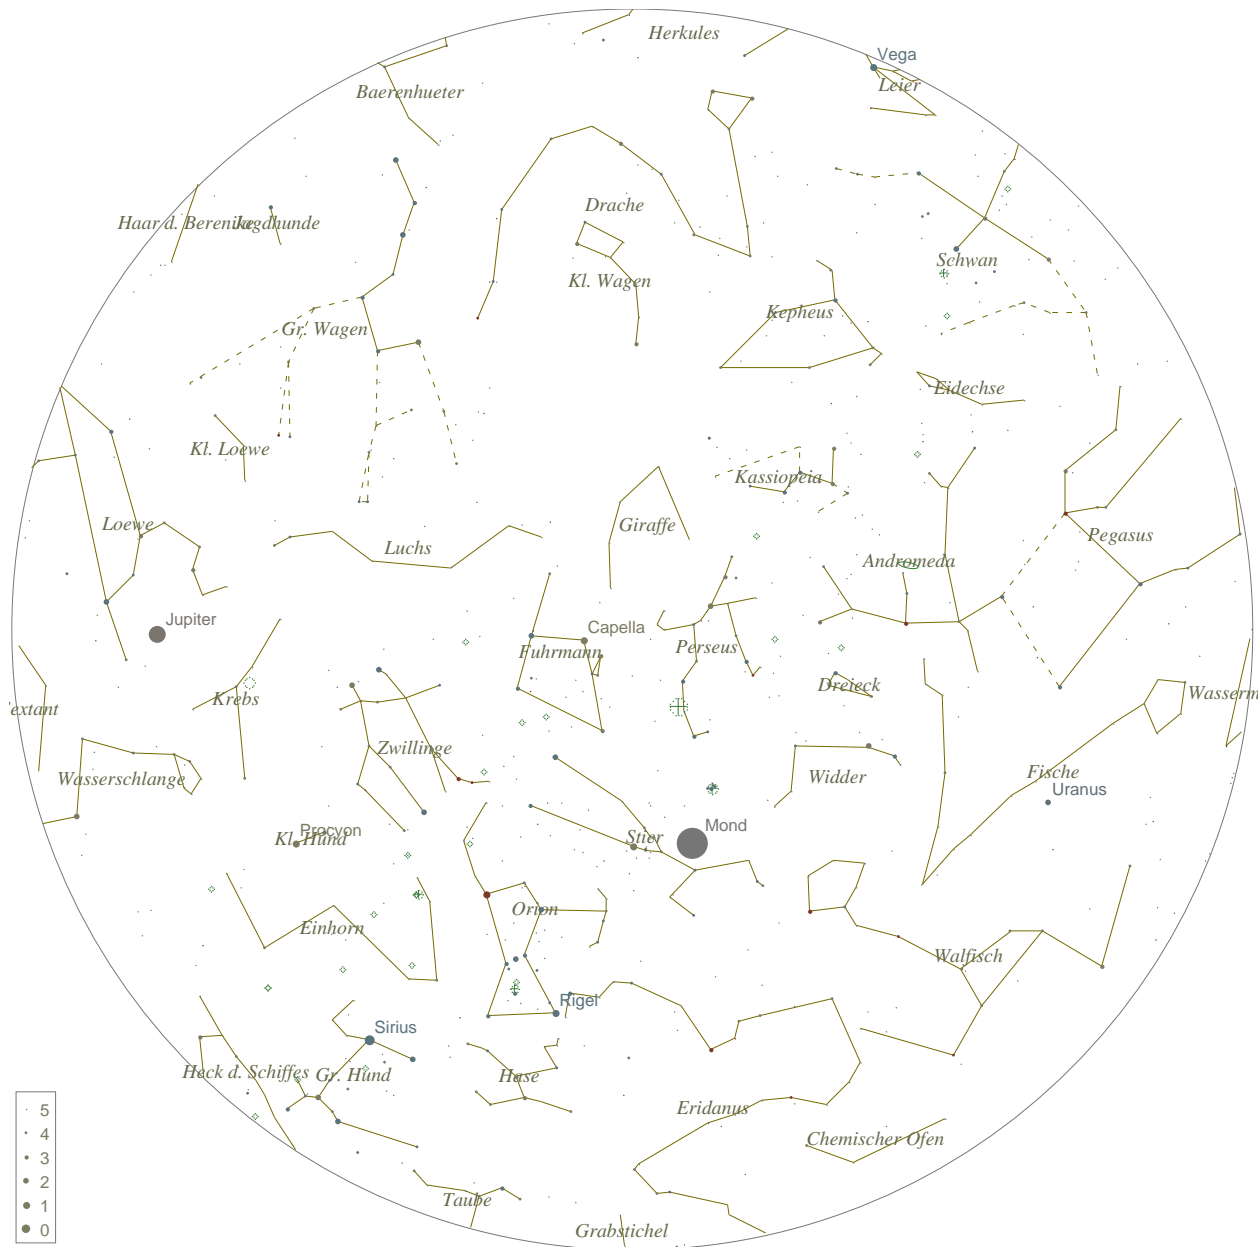 Herkules
Vega
Leier
Baerenhueter
Drache
Haar d. Berenike
Jagdhunde
Schwan
Kl. Wagen
Kepheus
Gr. Wagen
Eidechse
Kl. Loewe
Kassiopeia
Loewe
Giraffe
Pegasus
Luchs
Andromeda
Jupiter
Capella
Fuhrmann
Perseus
Dreieck
Krebs
extant
Wasserm
Zwillinge
Widder
Fische
Wasserschlange
Uranus
Mond
Procyon
Kl. Hund
Stier
Orion
Einhorn
Walfisch
Rigel
Sirius
Heck d. Schiffes
Gr. Hund
Hase
Eridanus
Chemischer Ofen
Taube
Grabstichel
5
4
3
2
1
0